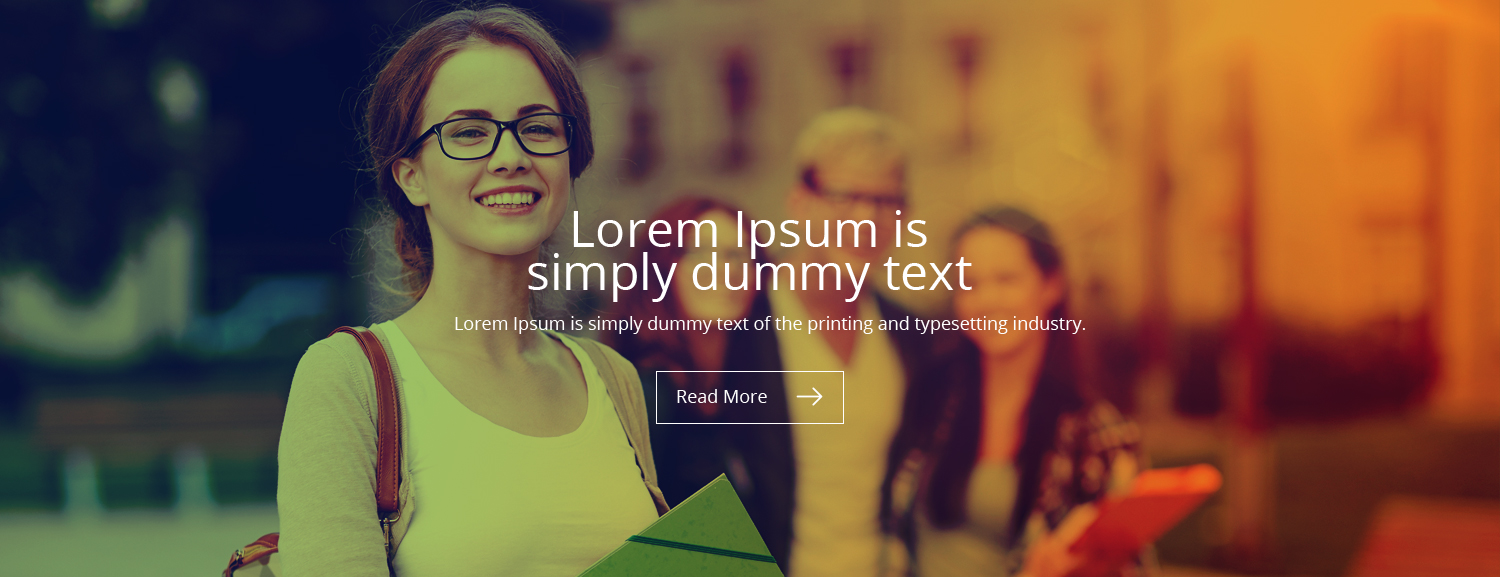 Lorem Ipsum is
simply dummy text
Lorem Ipsum is simply dummy text of the printing and typesetting industry.
Read More